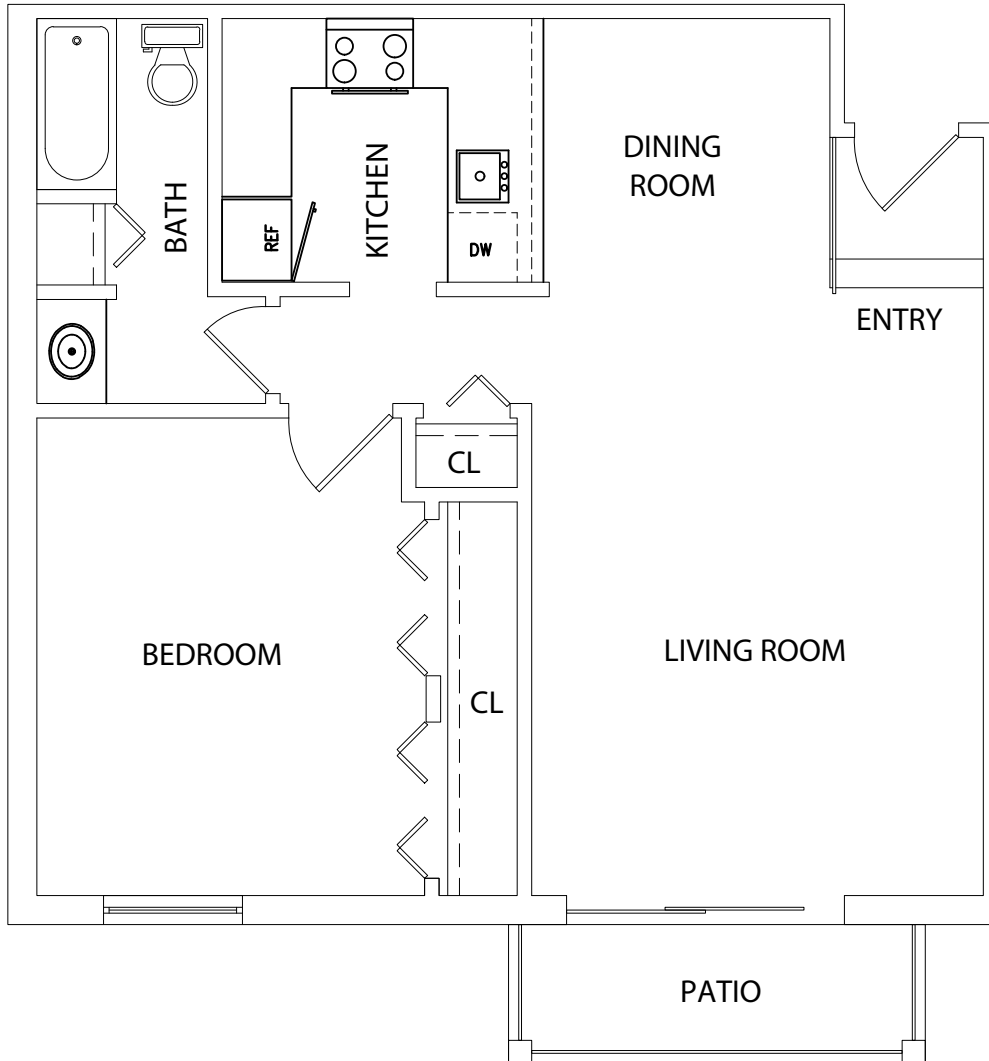 DINING
ROOM
KITCHEN
BATH
REF
DW
ENTRY
CL
BEDROOM
LIVING ROOM
CL
PATIO